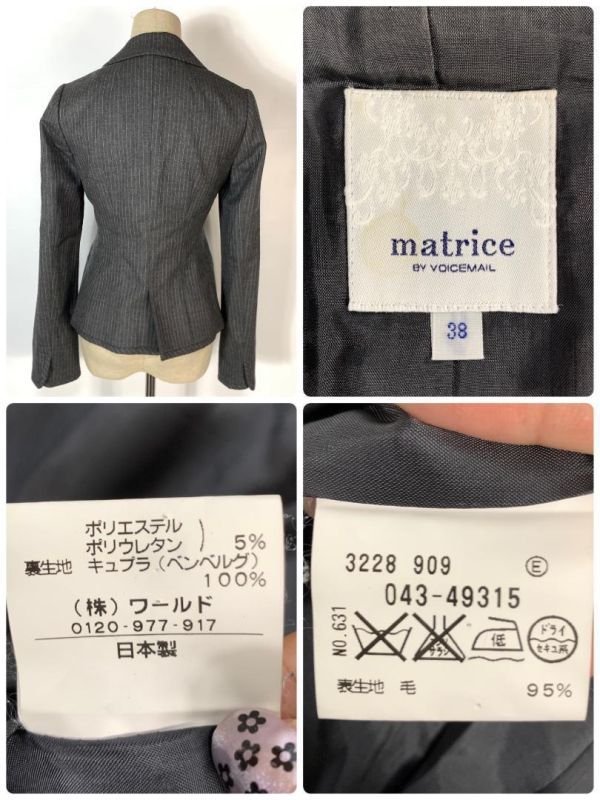 matrice
BY VOICEMAIL
38
ポリエステル
ポリウレタン ) 5%
裏生地 キュプラ(ベンベルグ)
100%
(株)ワールド
0120-977-917
日本製
3228 909 E
043-49315
NO.631
サラシ
低
ドライ
セキユ系
表生地 毛 95%